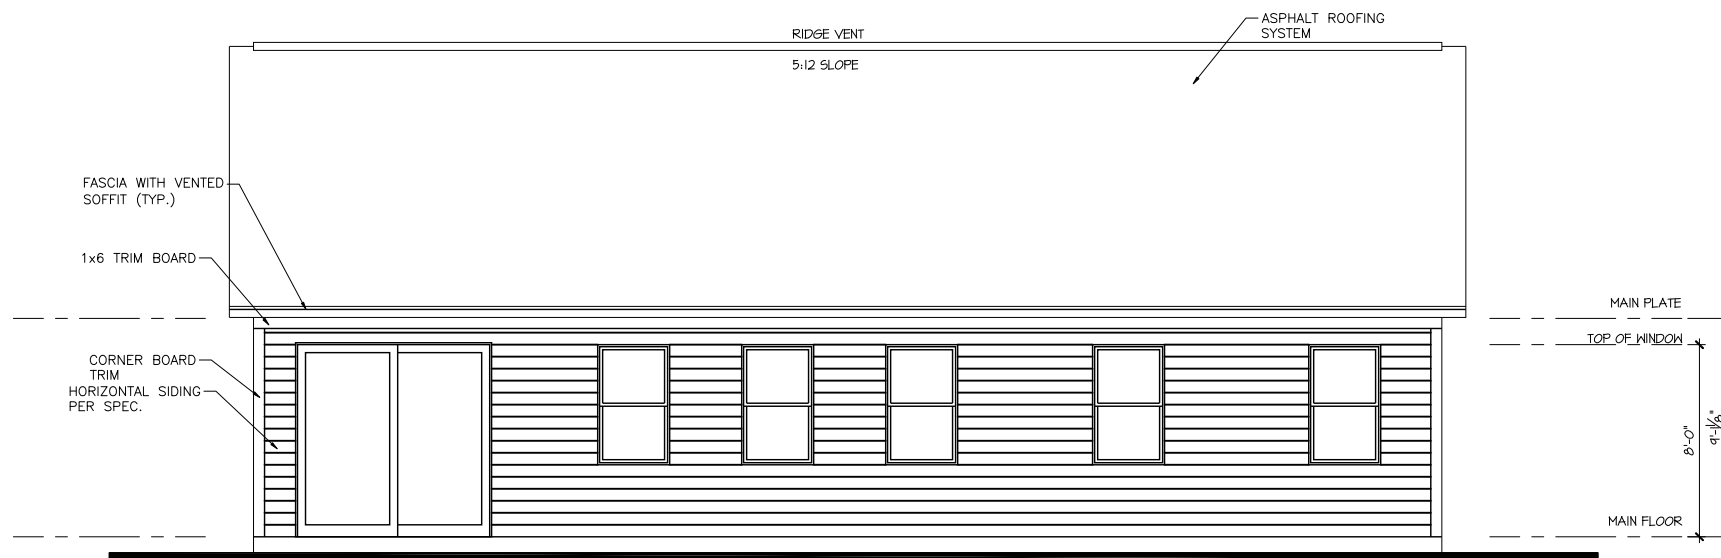 ASPHALT ROOFING
SYSTEM
RIDGE VENT
5:12 SLOPE
FASCIA WITH VENTED
SOFFIT (TYP.)
1x6 TRIM BOARD
CORNER BOARD
TRIM
HORIZONTAL SIDING
PER SPEC.
MAIN PLATE
TOP OF WINDOW
8'-0"
9'-1⅛"
MAIN FLOOR